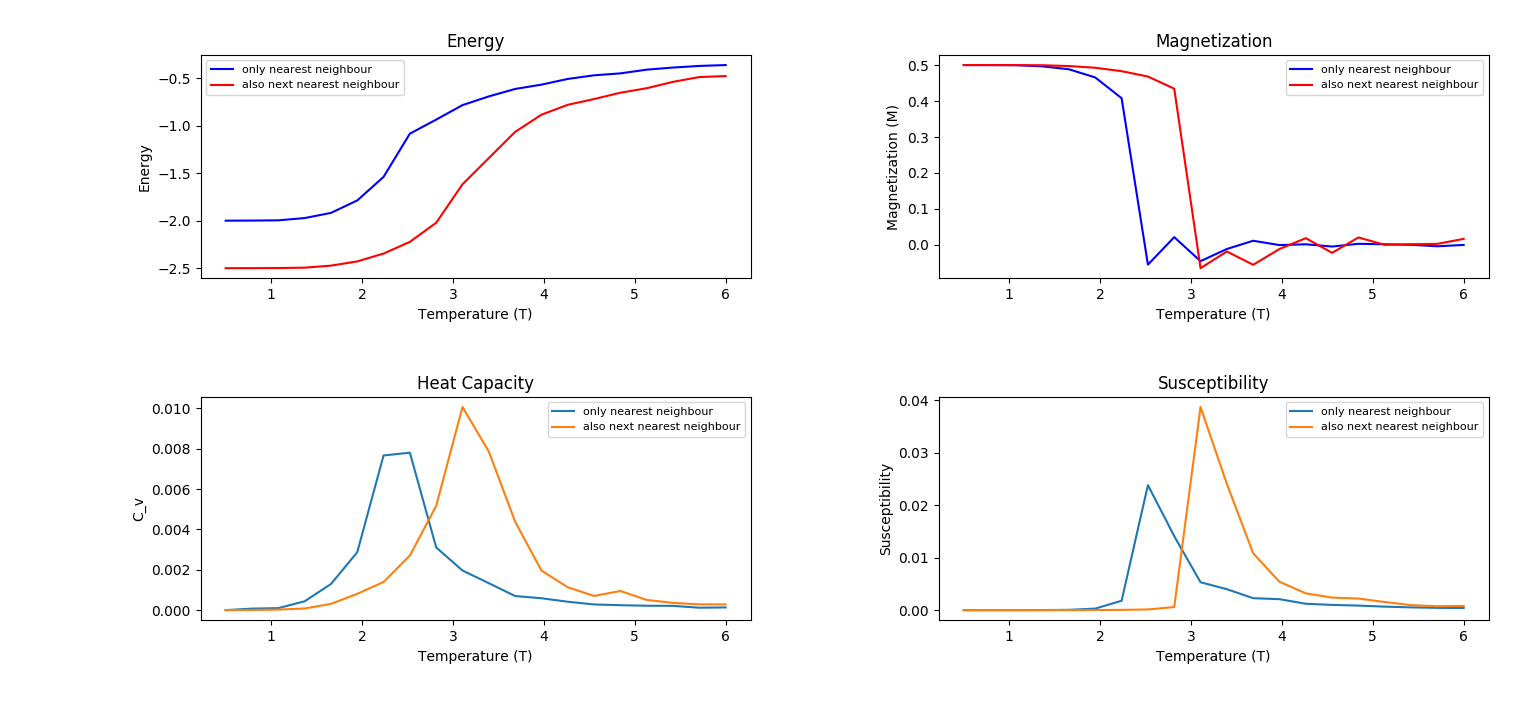 Energy
only nearest neighbour
also next nearest neighbour
Energy
−0.5
−1.0
−1.5
−2.0
−2.5
1 2 3 4 5 6
Temperature (T)
Magnetization
only nearest neighbour
also next nearest neighbour
Magnetization (M)
0.5
0.4
0.3
0.2
0.1
0.0
1 2 3 4 5 6
Temperature (T)
Heat Capacity
only nearest neighbour
also next nearest neighbour
C_v
0.010
0.008
0.006
0.004
0.002
0.000
1 2 3 4 5 6
Temperature (T)
Susceptibility
only nearest neighbour
also next nearest neighbour
Susceptibility
0.04
0.03
0.02
0.01
0.00
1 2 3 4 5 6
Temperature (T)